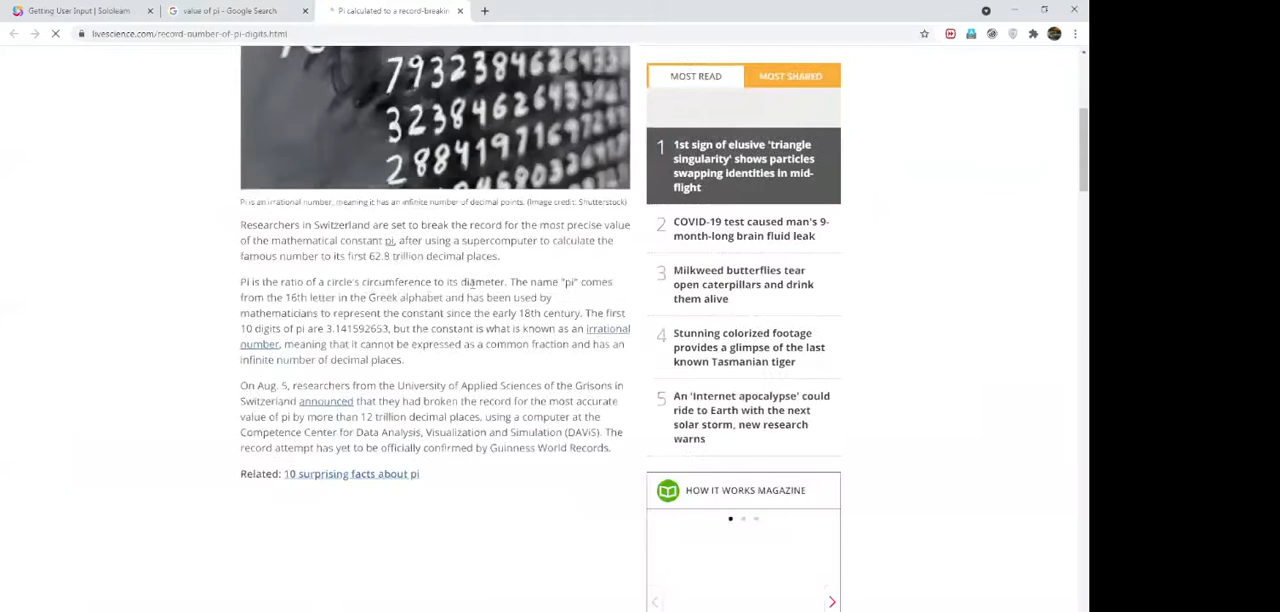 Getting User Input | Sololearn
value of pi - Google Search
Pi calculated to a record-breakin
livescience.com/record-number-of-pi-digits.html
79323846264338
3238462643
288419716972
Pi is an irrational number, meaning it has an infinite number of decimal points. (Image credit: Shutterstock)
Researchers in Switzerland are set to break the record for the most precise value
of the mathematical constant pi, after using a supercomputer to calculate the
famous number to its first 62.8 trillion decimal places.
Pi is the ratio of a circle's circumference to its diameter. The name "pi" comes
from the 16th letter in the Greek alphabet and has been used by
mathematicians to represent the constant since the early 18th century. The first
10 digits of pi are 3.141592653, but the constant is what is known as an irrational
number, meaning that it cannot be expressed as a common fraction and has an
infinite number of decimal places.
On Aug. 5, researchers from the University of Applied Sciences of the Grisons in
Switzerland announced that they had broken the record for the most accurate
value of pi by more than 12 trillion decimal places, using a computer at the
Competence Center for Data Analysis, Visualization and Simulation (DAViS). The
record attempt has yet to be officially confirmed by Guinness World Records.
Related: 10 surprising facts about pi
MOST READ
MOST SHARED
1 1st sign of elusive 'triangle
singularity' shows particles
swapping identities in mid-
flight
2 COVID-19 test caused man's 9-
month-long brain fluid leak
3 Milkweed butterflies tear
open caterpillars and drink
them alive
4 Stunning colorized footage
provides a glimpse of the last
known Tasmanian tiger
5 An 'Internet apocalypse' could
ride to Earth with the next
solar storm, new research
warns
HOW IT WORKS MAGAZINE